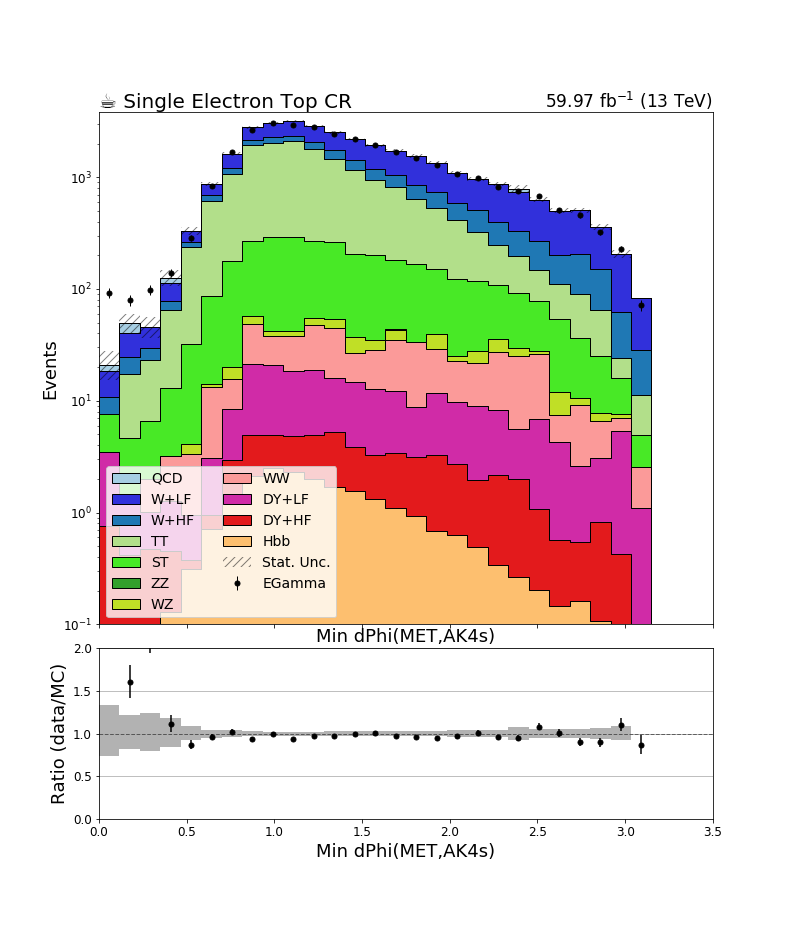 ☕ Single Electron Top CR
59.97 fb⁻¹ (13 TeV)
Events
10³
10²
10¹
10⁰
10⁻¹
QCD
W+LF
W+HF
TT
ST
ZZ
WZ
WW
DY+LF
DY+HF
Hbb
Stat. Unc.
EGamma
Min dPhi(MET,AK4s)
Ratio (data/MC)
2.0
1.5
1.0
0.5
0.0
0.0 0.5 1.0 1.5 2.0 2.5 3.0 3.5
Min dPhi(MET,AK4s)